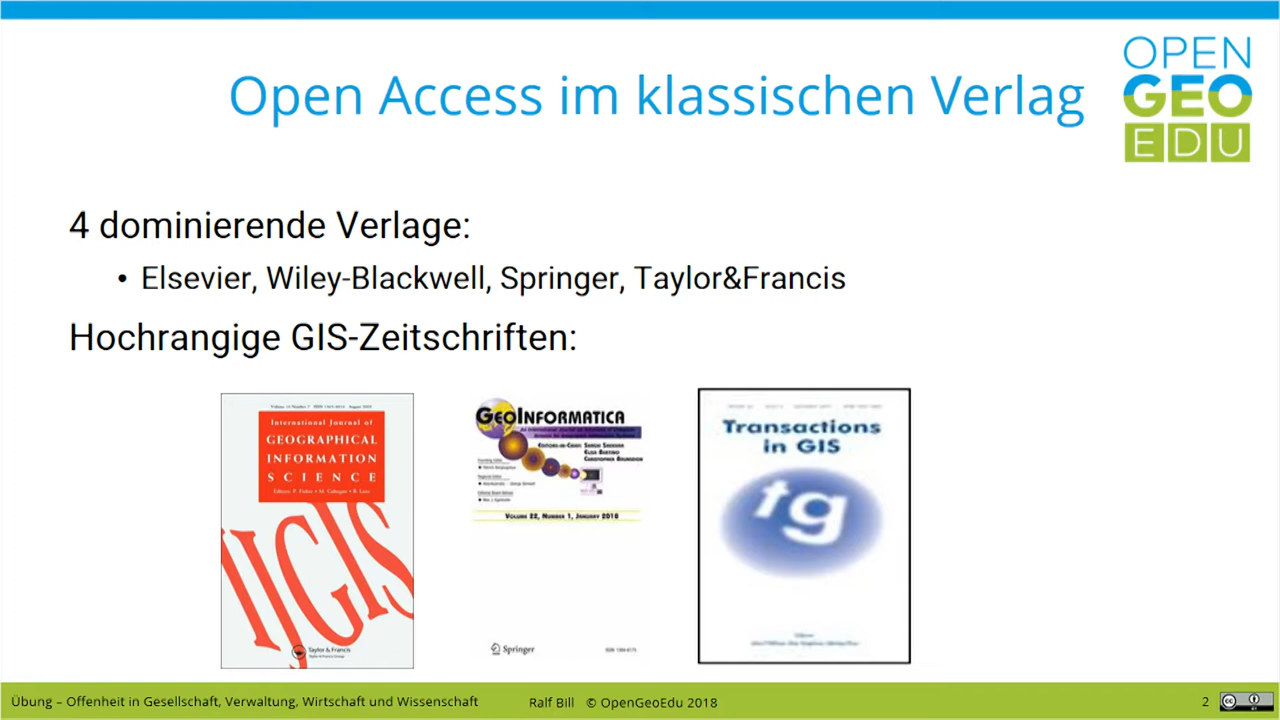 Open Access im klassischen Verlag
OPEN
GEO
EDU
4 dominierende Verlage:
• Elsevier, Wiley-Blackwell, Springer, Taylor&Francis
Hochrangige GIS-Zeitschriften:
International Journal of
GEOGRAPHICAL
INFORMATION
SCIENCE
IJGIS
Taylor & Francis
GEOINFORMATICA
VOLUME 22, NUMBER 1, JANUARY 2018
Springer
Transactions
in GIS
tg
Übung – Offenheit in Gesellschaft, Verwaltung, Wirtschaft und Wissenschaft
Ralf Bill © OpenGeoEdu 2018
2